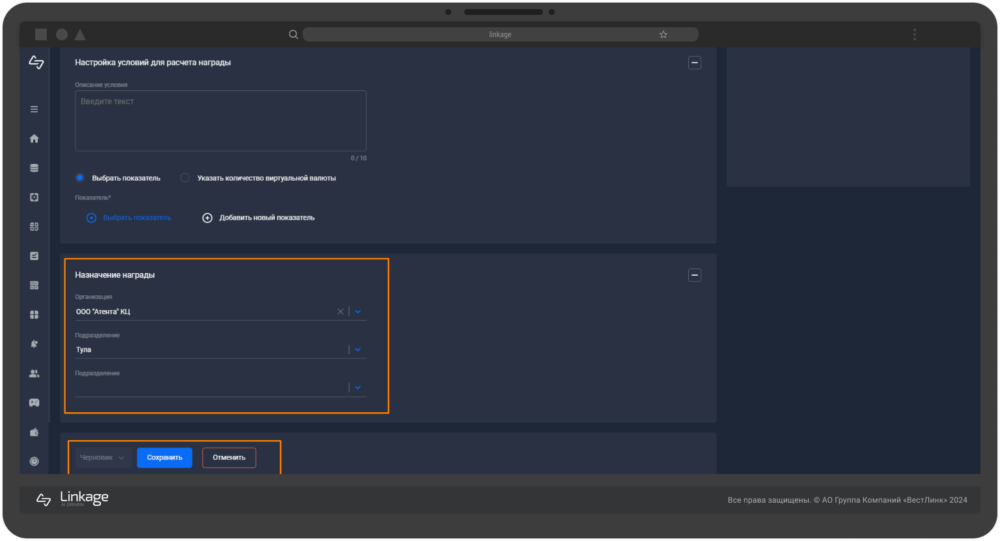 linkage
Настройка условий для расчета награды
Описание условия
Введите текст
0 / 10
Выбрать показатель
Указать количество виртуальной валюты
Показатель*
Выбрать показатель
Добавить новый показатель
Назначение награды
Организация
ООО "Атента" КЦ
Подразделение
Тула
Подразделение
Черновик
Сохранить
Отменить
Linkage
AI DRIVEN
Все права защищены. © АО Группа Компаний «ВестЛинк» 2024